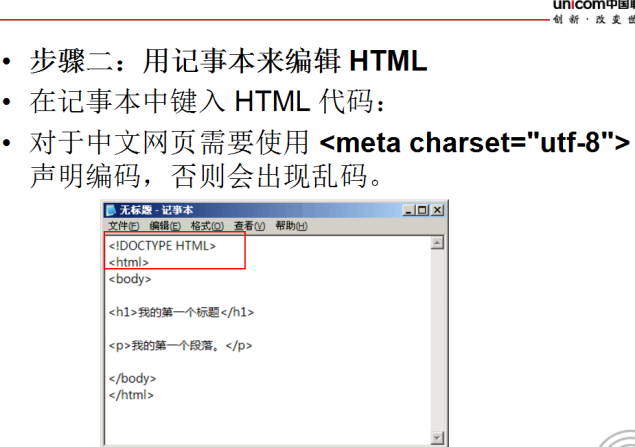 unicom中国联
创新·改变世
• 步骤二：用记事本来编辑 HTML
• 在记事本中键入 HTML 代码：
• 对于中文网页需要使用 <meta charset="utf-8">
声明编码，否则会出现乱码。
无标题 - 记事本
文件(F) 编辑(E) 格式(O) 查看(V) 帮助(H)
<!DOCTYPE HTML>
<html>
<body>
<h1>我的第一个标题</h1>
<p>我的第一个段落。</p>
</body>
</html>